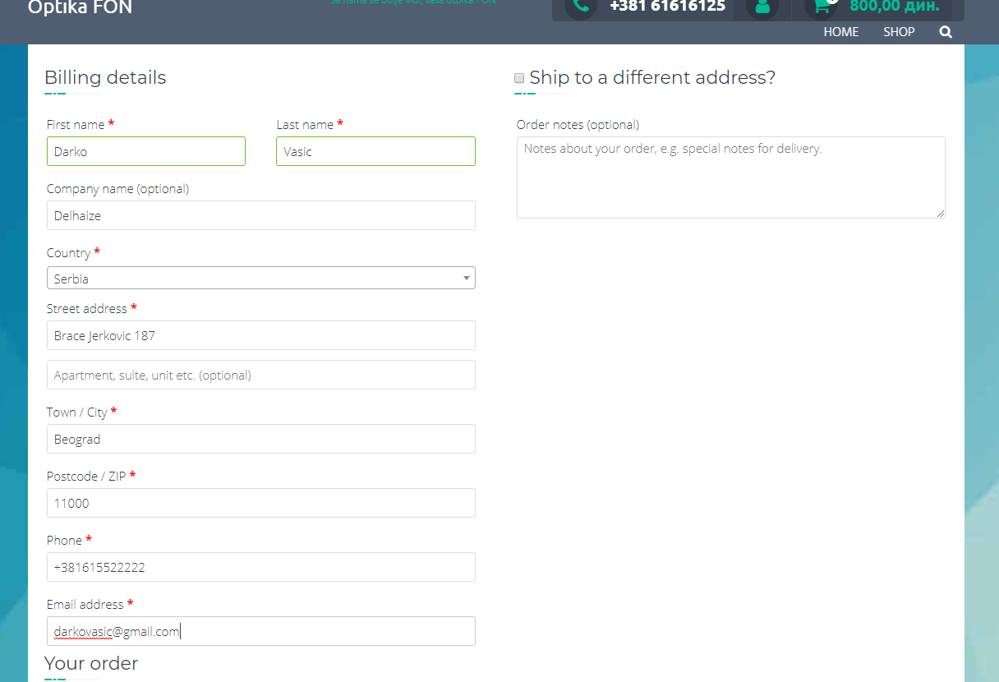 Optika FON
Sa nama se bolje vidi, vaša optika FON
+381 61616125
800,00 дин.
HOME SHOP
Billing details
First name * Last name *
Darko Vasic
Company name (optional)
Delhaize
Country *
Serbia
Street address *
Brace Jerkovic 187
Apartment, suite, unit etc. (optional)
Town / City *
Beograd
Postcode / ZIP *
11000
Phone *
+381615522222
Email address *
darkovasic@gmail.com
Your order
Ship to a different address?
Order notes (optional)
Notes about your order, e.g. special notes for delivery.